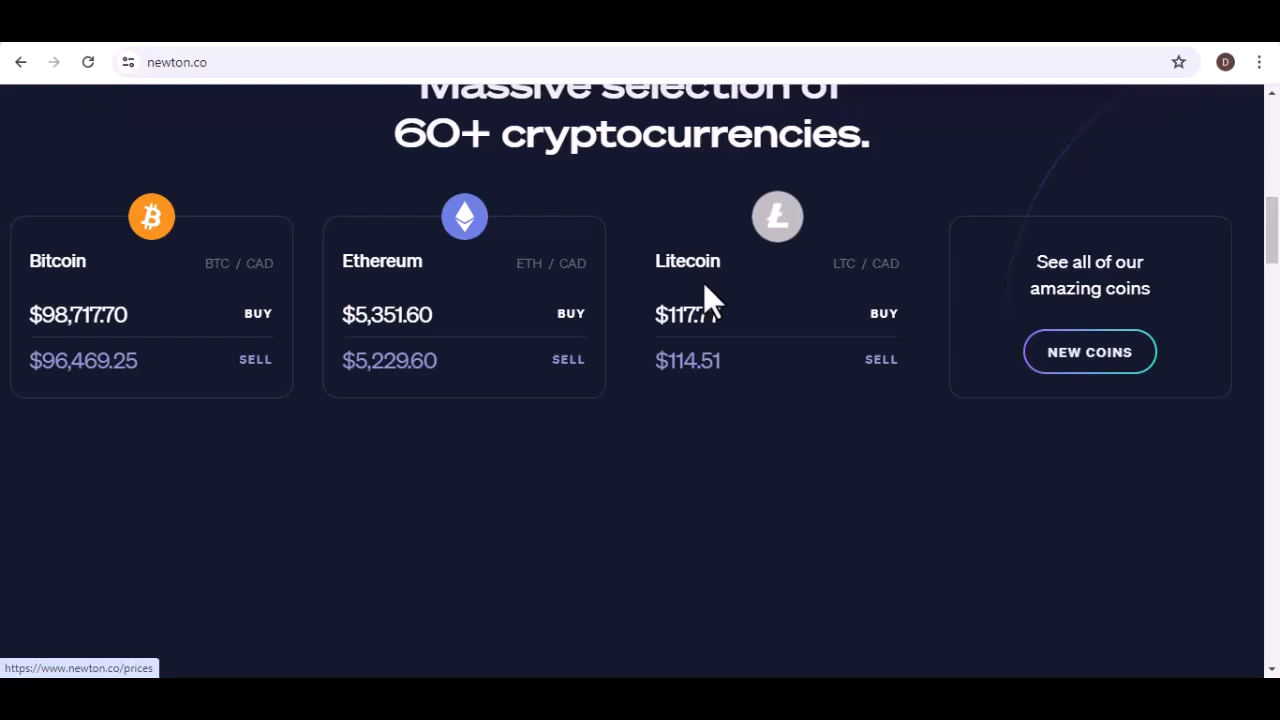 newton.co
D
Massive selection of
60+ cryptocurrencies.
Bitcoin BTC / CAD
$98,717.70 BUY
$96,469.25 SELL
Ethereum ETH / CAD
$5,351.60 BUY
$5,229.60 SELL
Litecoin LTC / CAD
BUY
$114.51 SELL
See all of our
amazing coins
NEW COINS
https://www.newton.co/prices